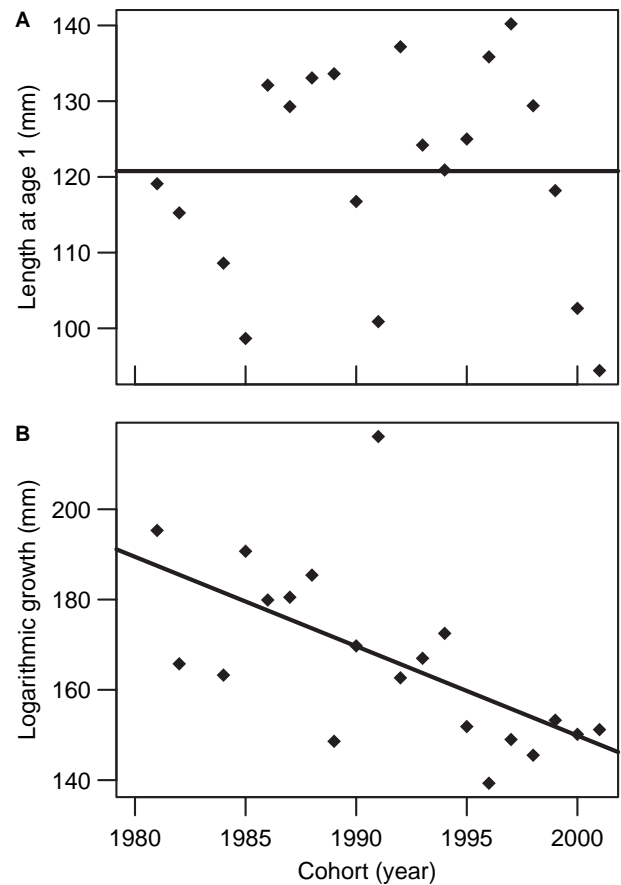 A
140
130
120
110
100
Length at age 1 (mm)
B
200
180
160
140
Logarithmic growth (mm)
1980 1985 1990 1995 2000
Cohort (year)